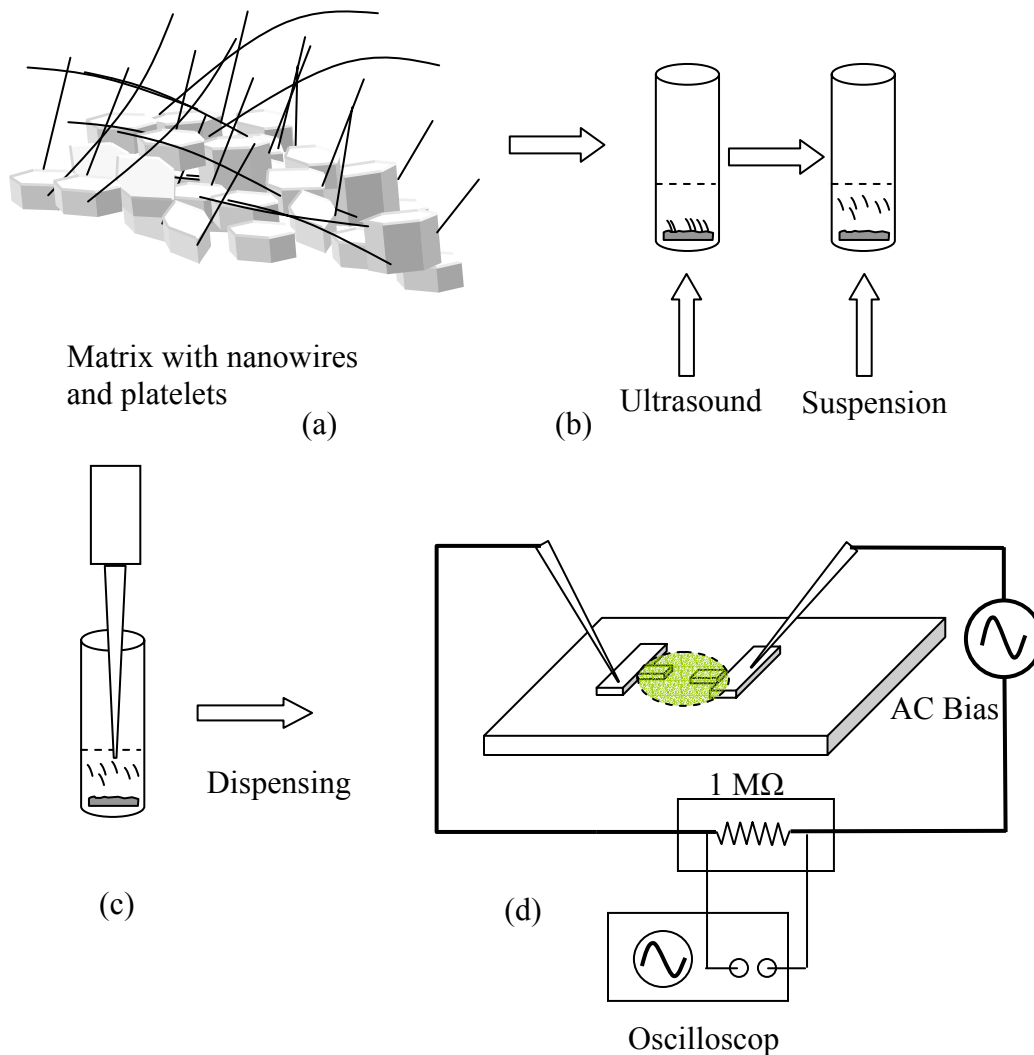 Matrix with nanowires
and platelets
(a)
(b)
Ultrasound
Suspension
Dispensing
(c)
AC Bias
1 MΩ
(d)
Oscilloscop